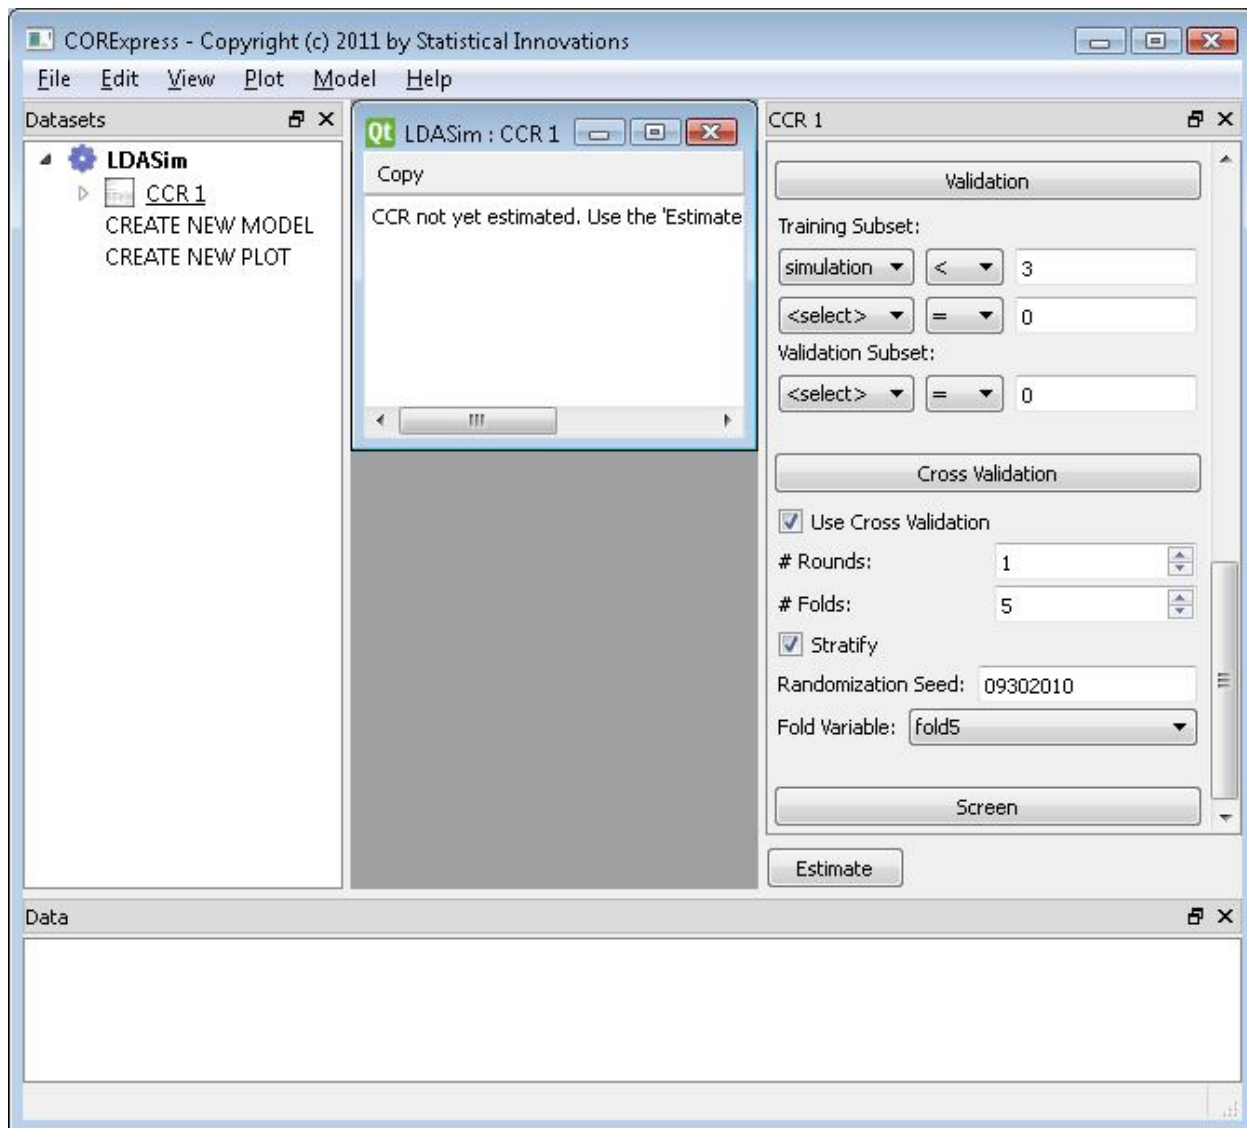 CORExpress - Copyright (c) 2011 by Statistical Innovations
File Edit View Plot Model Help
Datasets
LDASim
CCR 1
CREATE NEW MODEL
CREATE NEW PLOT
Qt LDASim : CCR 1
Copy
CCR not yet estimated. Use the 'Estimate
CCR 1
Validation
Training Subset:
simulation < 3
<select> = 0
Validation Subset:
<select> = 0
Cross Validation
Use Cross Validation
# Rounds: 1
# Folds: 5
Stratify
Randomization Seed: 09302010
Fold Variable: fold5
Screen
Estimate
Data